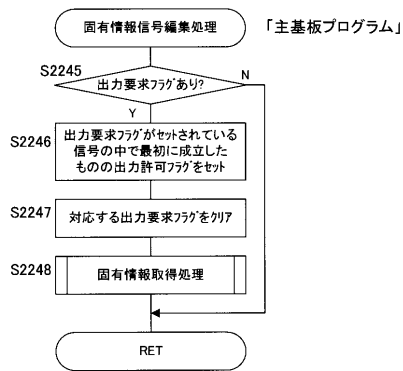 固有情報信号編集処理
「主基板プログラム」
S2245
出力要求フラグあり?
N
Y
S2246
出力要求フラグがセットされている
信号の中で最初に成立した
ものの出力許可フラグをセット
S2247
対応する出力要求フラグをクリア
S2248
固有情報取得処理
RET